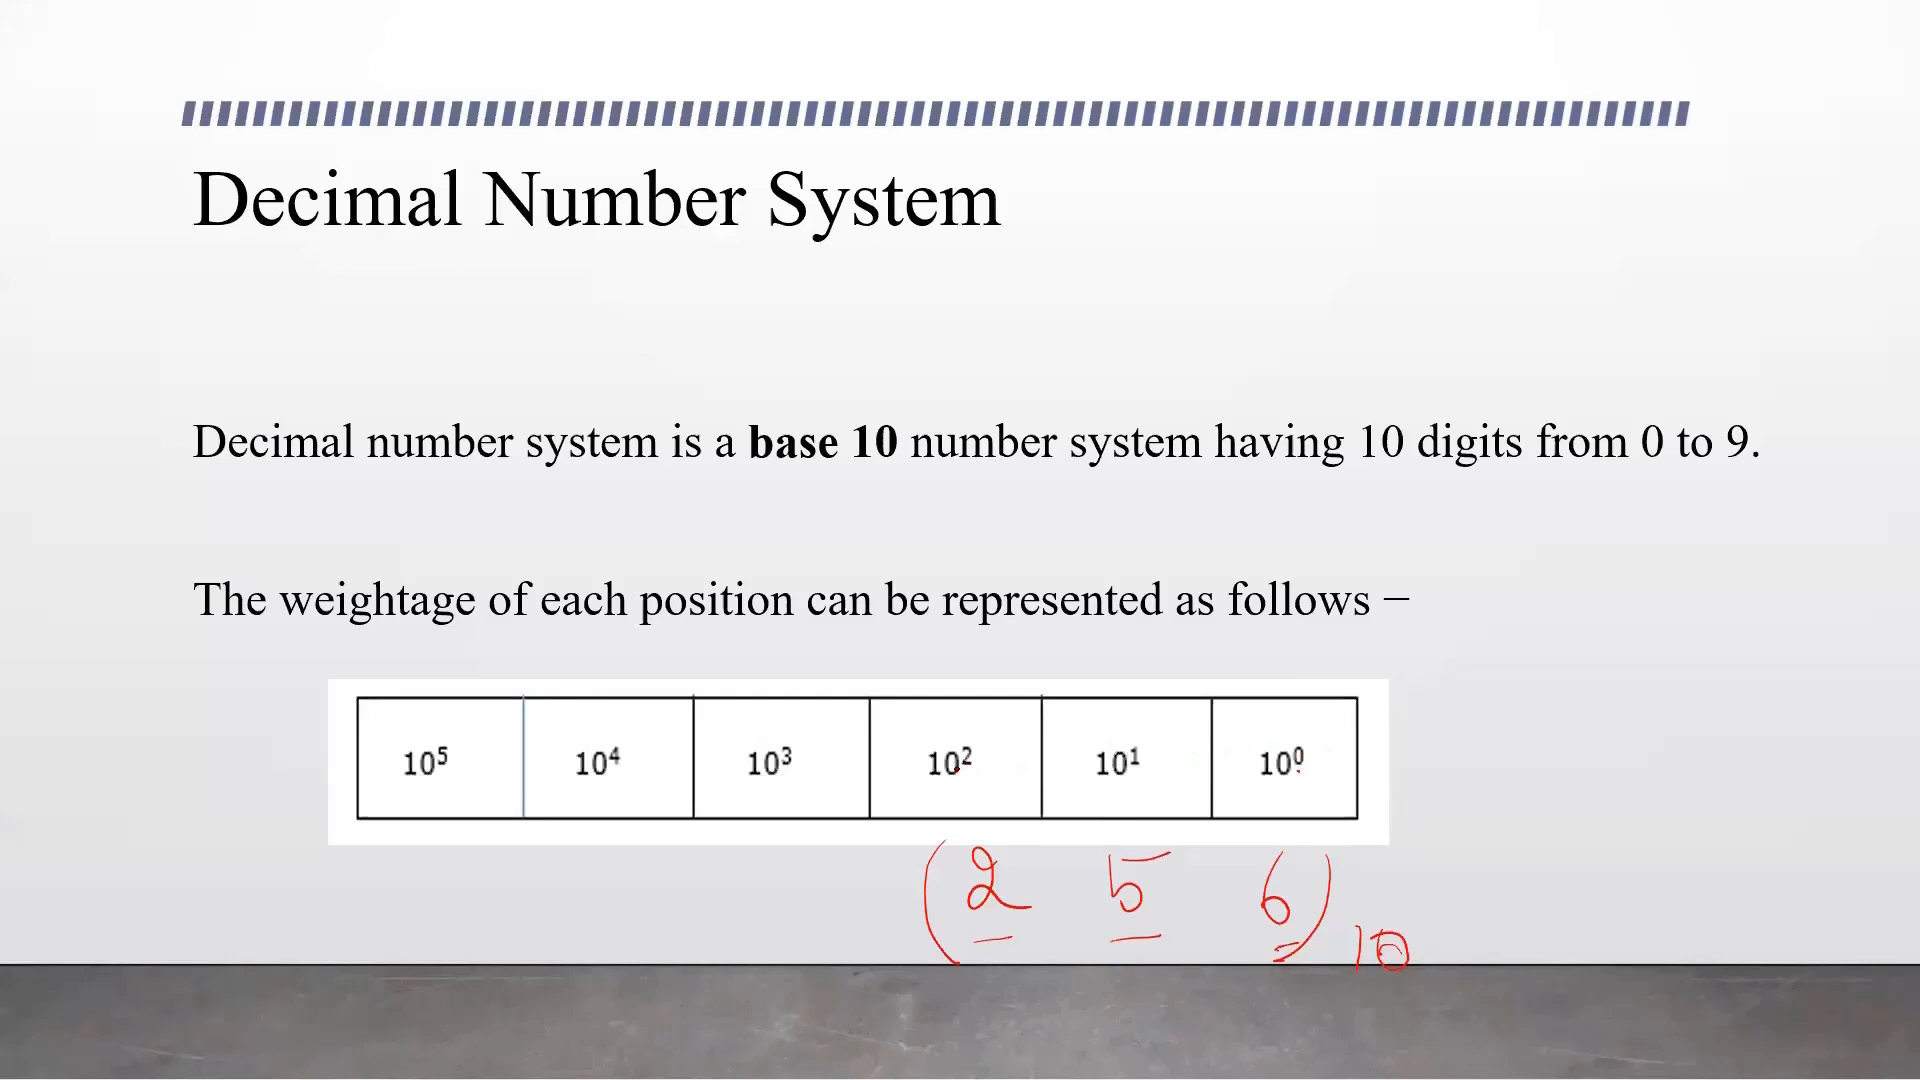 Decimal Number System
Decimal number system is a base 10 number system having 10 digits from 0 to 9.
The weightage of each position can be represented as follows −
10⁵ 10⁴ 10³ 10² 10¹ 10⁰
(2 5 6)₁₀